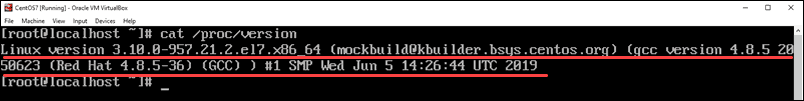 CentOS7 [Running] - Oracle VM VirtualBox
File Machine View Input Devices Help
[root@localhost ~]# cat /proc/version
Linux version 3.10.0-957.21.2.el7.x86_64 (mockbuild@kbuilder.bsys.centos.org) (gcc version 4.8.5 20
50623 (Red Hat 4.8.5-36) (GCC) ) #1 SMP Wed Jun 5 14:26:44 UTC 2019
[root@localhost ~]# _